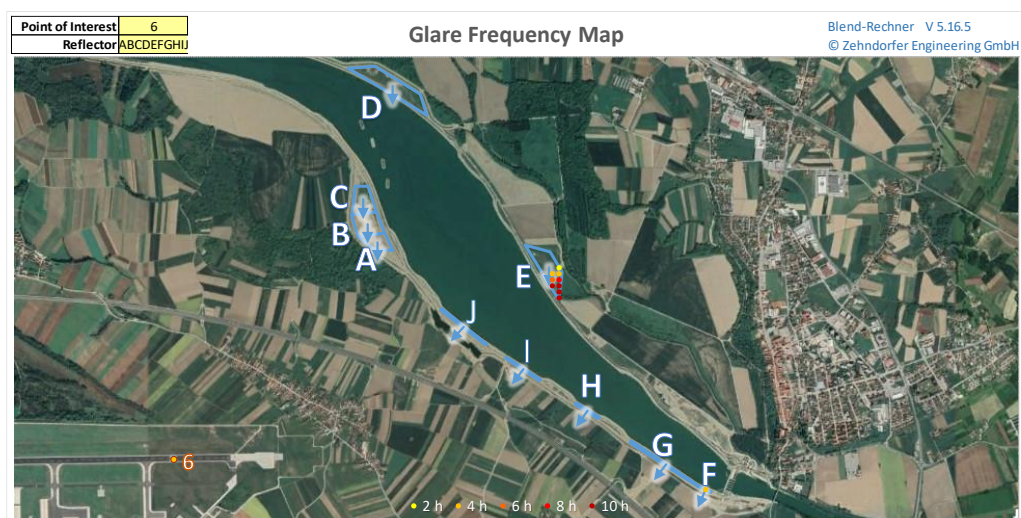 Point of Interest 6
Reflector ABCDEFGHIJ
Glare Frequency Map
Blend-Rechner V 5.16.5
© Zehndorfer Engineering GmbH
D
C
B
A
E
J
I
H
G
F
6
2 h 4 h 6 h 8 h 10 h